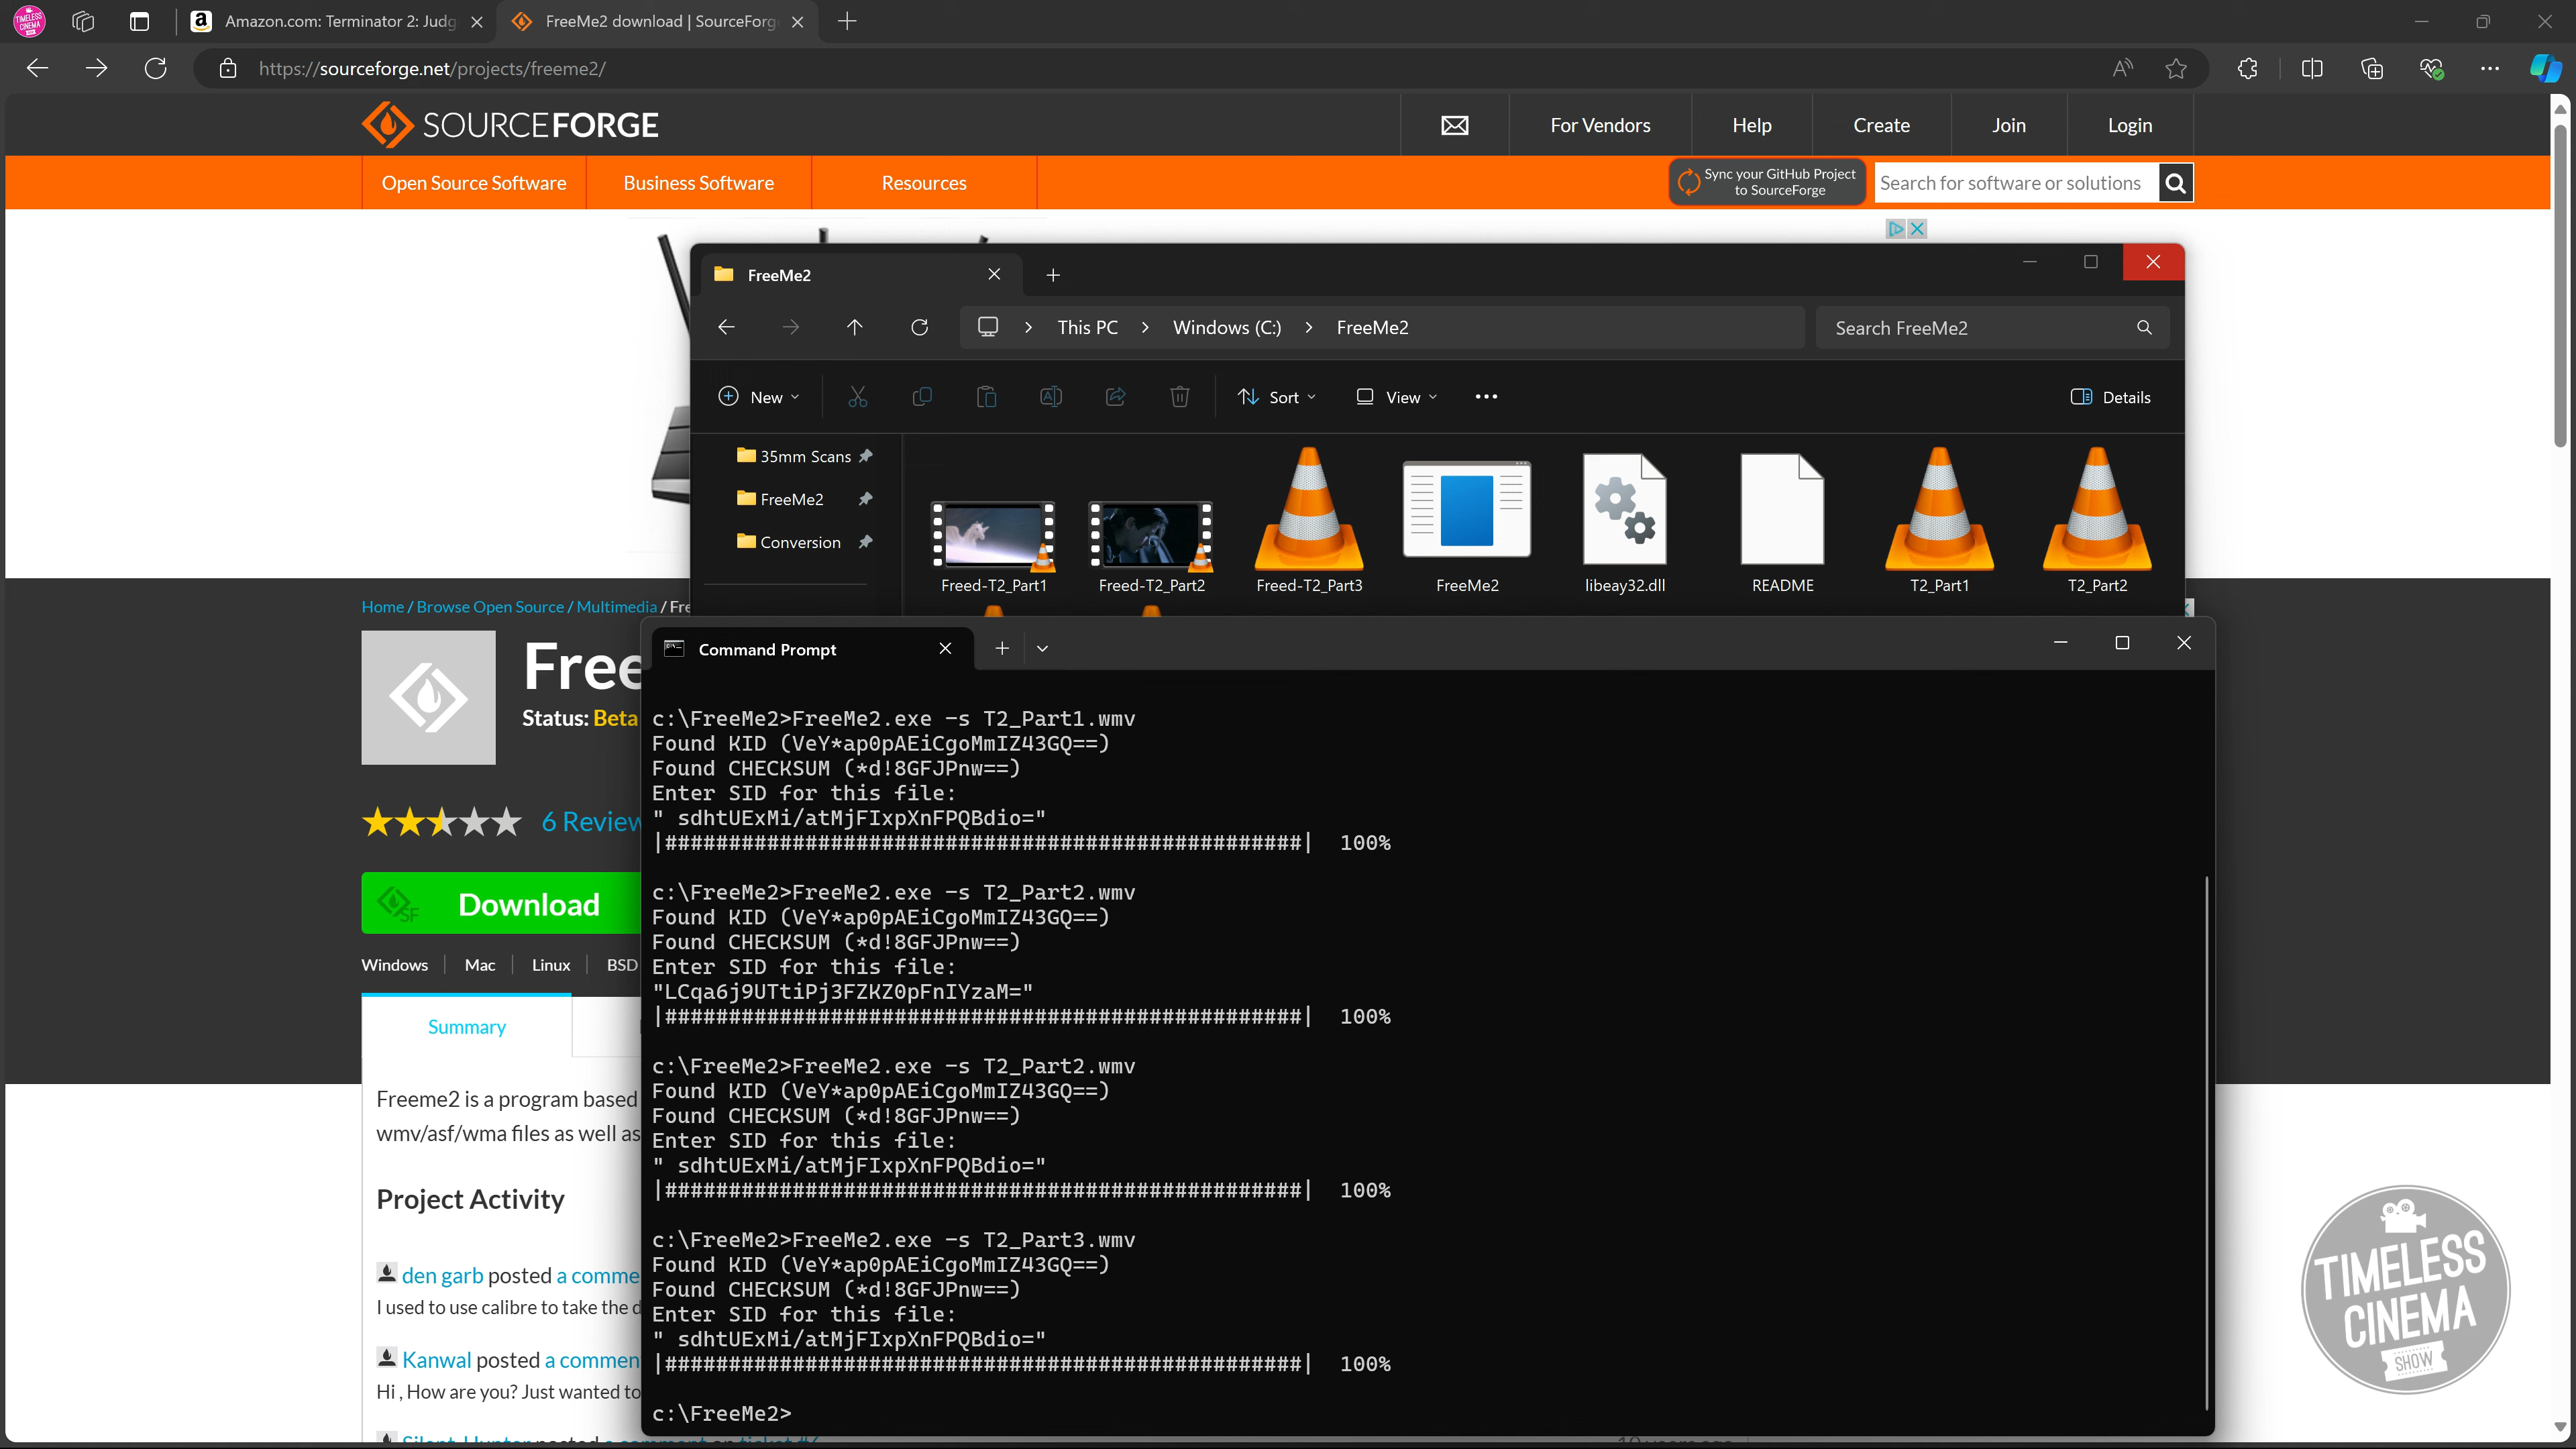 TIMELESS CINEMA SHOW
Amazon.com: Terminator 2: Judg
FreeMe2 download | SourceForg
https://sourceforge.net/projects/freeme2/
SOURCEFORGE
For Vendors
Help
Create
Join
Login
Open Source Software
Business Software
Resources
Sync your GitHub Project
to SourceForge
Search for software or solutions
FreeMe2
This PC > Windows (C:) > FreeMe2
Search FreeMe2
New
Sort
View
Details
35mm Scans
FreeMe2
Conversion
Freed-T2_Part1
Freed-T2_Part2
Freed-T2_Part3
FreeMe2
libeay32.dll
README
T2_Part1
T2_Part2
Home / Browse Open Source / Multimedia / Fre
Free
Status: Beta
6 Review
SF
Download
Windows
Mac
Linux
BSD
Summary
Freeme2 is a program based
wmv/asf/wma files as well as
Project Activity
den garb posted a comme
I used to use calibre to take the d
Kanwal posted a commen
Hi , How are you? Just wanted to
Command Prompt
c:\FreeMe2>FreeMe2.exe -s T2_Part1.wmv
Found KID (VeY*ap0pAEiCgoMmIZ43GQ==)
Found CHECKSUM (*d!8GFJPnw==)
Enter SID for this file:
" sdhtUExMi/atMjFIxpXnFPQBdio="
|##################################################| 100%
c:\FreeMe2>FreeMe2.exe -s T2_Part2.wmv
Found KID (VeY*ap0pAEiCgoMmIZ43GQ==)
Found CHECKSUM (*d!8GFJPnw==)
Enter SID for this file:
"LCqa6j9UTtiPj3FZKZ0pFnIYzaM="
|##################################################| 100%
c:\FreeMe2>FreeMe2.exe -s T2_Part2.wmv
Found KID (VeY*ap0pAEiCgoMmIZ43GQ==)
Found CHECKSUM (*d!8GFJPnw==)
Enter SID for this file:
" sdhtUExMi/atMjFIxpXnFPQBdio="
|##################################################| 100%
c:\FreeMe2>FreeMe2.exe -s T2_Part3.wmv
Found KID (VeY*ap0pAEiCgoMmIZ43GQ==)
Found CHECKSUM (*d!8GFJPnw==)
Enter SID for this file:
" sdhtUExMi/atMjFIxpXnFPQBdio="
|##################################################| 100%
c:\FreeMe2>
TIMELESS
CINEMA
SHOW